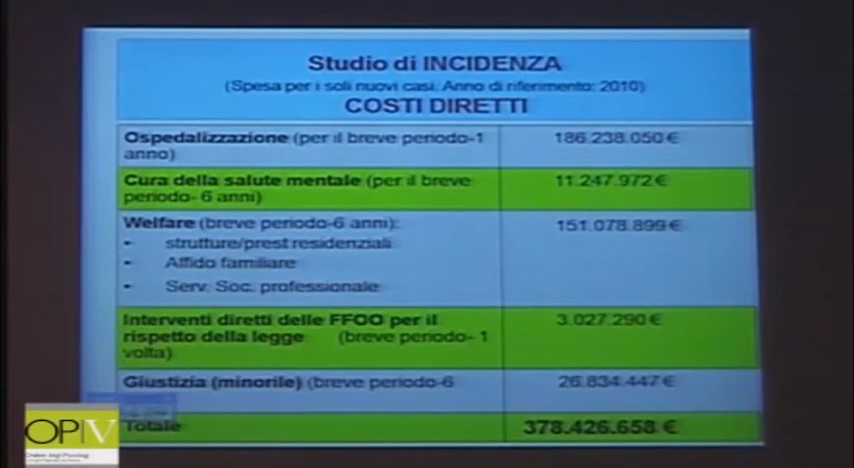 Studio di INCIDENZA
(Spesa per i soli nuovi casi. Anno di riferimento: 2010)
COSTI DIRETTI
Ospedalizzazione (per il breve periodo-1 186.238.050 €
anno)
Cura della salute mentale (per il breve 11.247.972 €
periodo- 6 anni)
Welfare (breve periodo-6 anni): 151.078.899 €
- strutture/prest residenziali
- Affido familiare
- Serv. Soc. professionale
Interventi diretti delle FFOO per il 3.027.290 €
rispetto della legge (breve periodo- 1
volta)
Giustizia (minorile) (breve periodo-6 26.834.447 €
Totale 378.426.658 €
OPIV